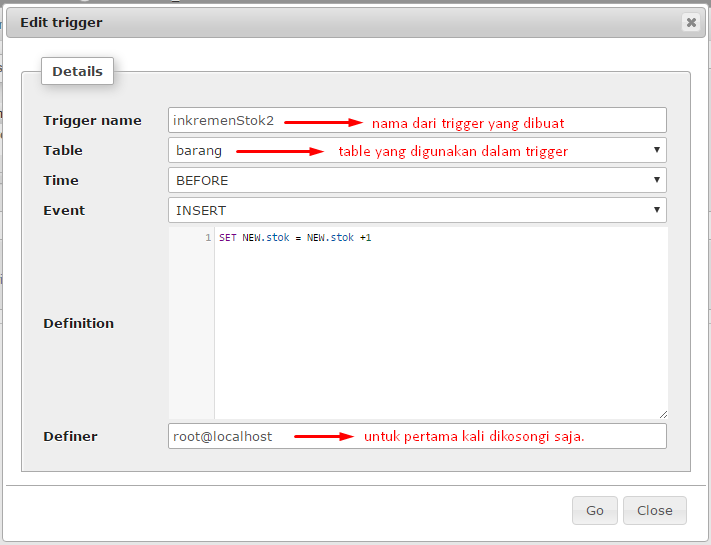 Edit trigger
Details
Trigger name inkremenStok2 nama dari trigger yang dibuat
Table barang table yang digunakan dalam trigger
Time BEFORE
Event INSERT
1 SET NEW.stok = NEW.stok +1
Definition
Definer root@localhost untuk pertama kali dikosongi saja.
Go Close